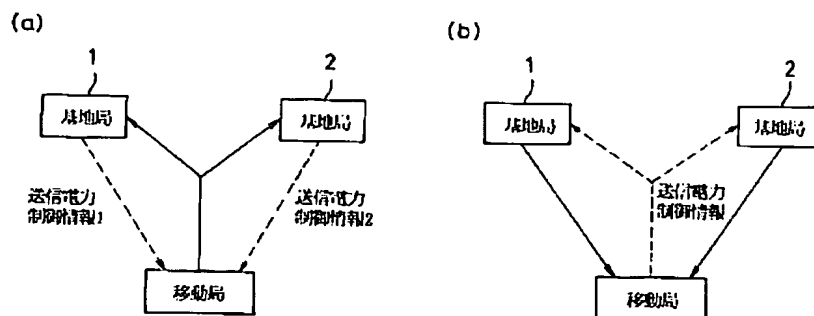 (a)
1
2
基地局
基地局
送信電力
制御情報1
送信電力
制御情報2
移動局
(b)
1
2
基地局
基地局
送信電力
制御情報
移動局